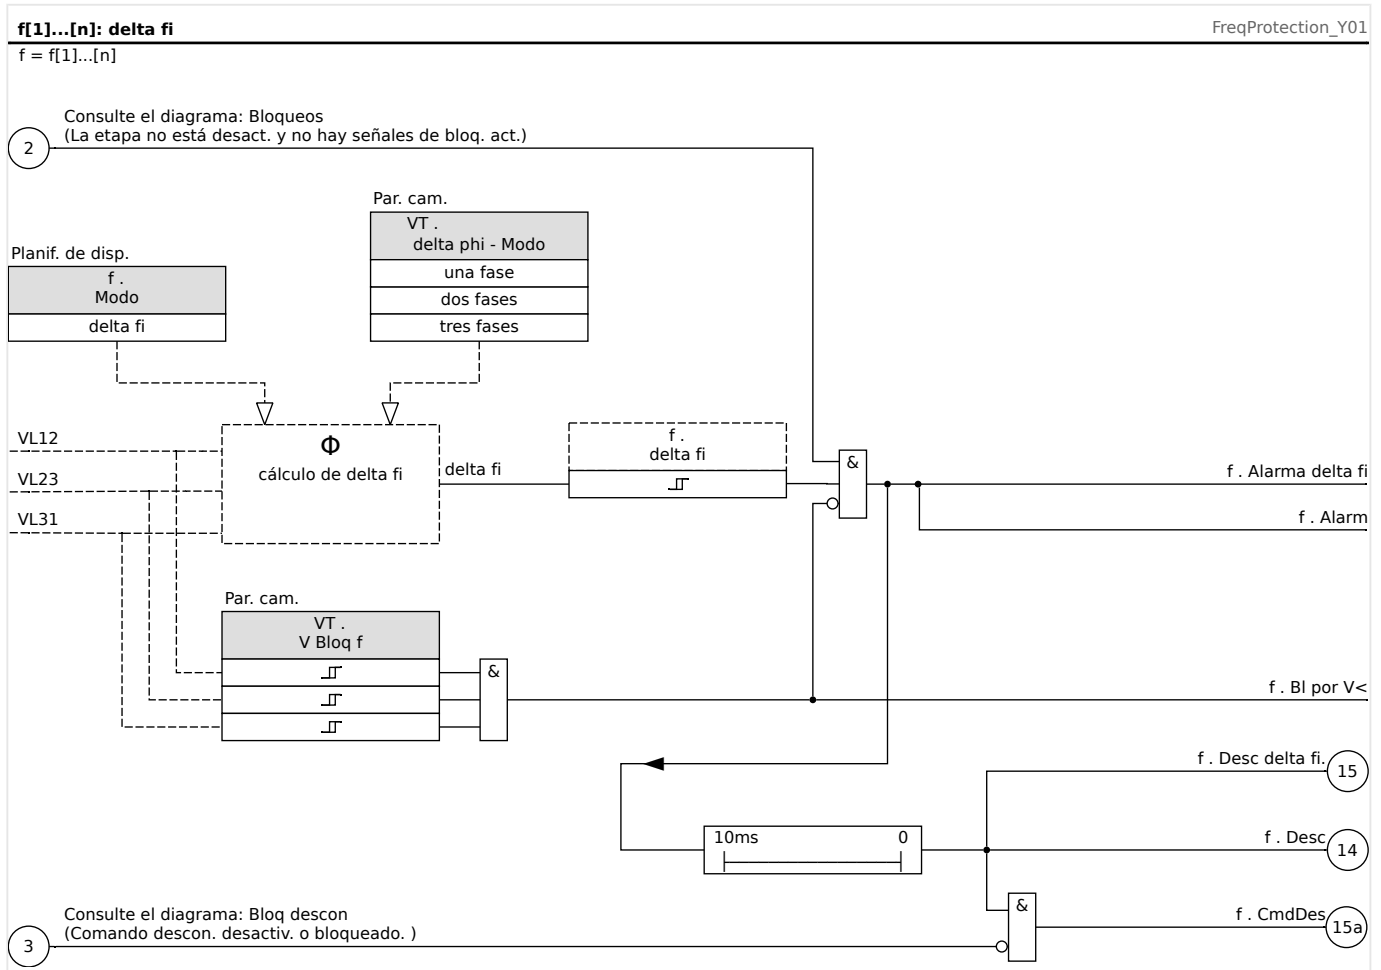 f[1]...[n]: delta fi
FreqProtection_Y01
f = f[1]...[n]
Consulte el diagrama: Bloqueos
(La etapa no está desact. y no hay señales de bloq. act.)
2
Par. cam.
VT .
delta phi - Modo
una fase
dos fases
tres fases
Planif. de disp.
f .
Modo
delta fi
VL12
VL23
VL31
Φ
cálculo de delta fi
delta fi
f .
delta fi
&
f . Alarma delta fi
f . Alarm
Par. cam.
VT .
V Bloq f
&
f . Bl por V<
f . Desc delta fi.
15
10ms
0
f . Desc
14
Consulte el diagrama: Bloq descon
(Comando descon. desactiv. o bloqueado. )
3
&
f . CmdDes
15a